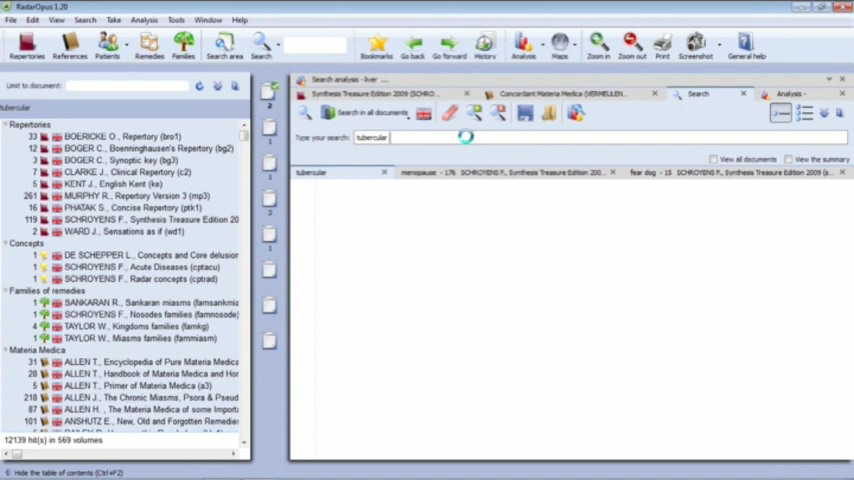 RadarOpus 1.20
File Edit View Search Take Analysis Tools Window Help
Repertories References Patients Remedies Families Search area Search Bookmarks Go back Go forward History Analysis Maps Zoom in Zoom out Print Screenshot General help
Limit to document:
tubercular
Repertories
33 BOERICKE O., Repertory (bro1)
12 BOGER C., Boenninghausen's Repertory (bg2)
3 BOGER C., Synoptic key (bg3)
7 CLARKE J., Clinical Repertory (c2)
5 KENT J., English Kent (ke)
261 MURPHY R., Repertory Version 3 (mp3)
16 PHATAK S., Concise Repertory (ptk1)
119 SCHROYENS F., Synthesis Treasure Edition 20
2 WARD J., Sensations as if (wd1)
Concepts
1 DE SCHEPPER L., Concepts and Core delusion
1 SCHROYENS F., Acute Diseases (cptacu)
1 SCHROYENS F., Radar concepts (cptrad)
Families of remedies
1 SANKARAN R., Sankaran miasms (famsankmia
1 SCHROYENS F., Nosodes families (famnosode)
4 TAYLOR W., Kingdoms families (famkg)
1 TAYLOR W., Miasms families (fammiasm)
Materia Medica
31 ALLEN T., Encyclopedia of Pure Materia Medica
28 ALLEN T., Handbook of Materia Medica and Hor
5 ALLEN T., Primer of Materia Medica (a3)
218 ALLEN J., The Chronic Miasms, Psora & Pseud
87 ALLEN H. , The Materia Medica of some Importa
101 ANSHUTZ E., New, Old and Forgotten Remedies
12139 hit(s) in 569 volumes
Hide the table of contents (Ctrl+F2)
2
1
1
1
Search analysis - liver ....
Synthesis Treasure Edition 2009 (SCHRO... Concordant Materia Medica (VERMEULEN... Search Analysis -
Search in all documents
Type your search: tubercular
View all documents View the summary
tubercular menopause - 176 SCHROYENS F., Synthesis Treasure Edition 200... fear dog - 15 SCHROYENS F., Synthesis Treasure Edition 2009 (s...